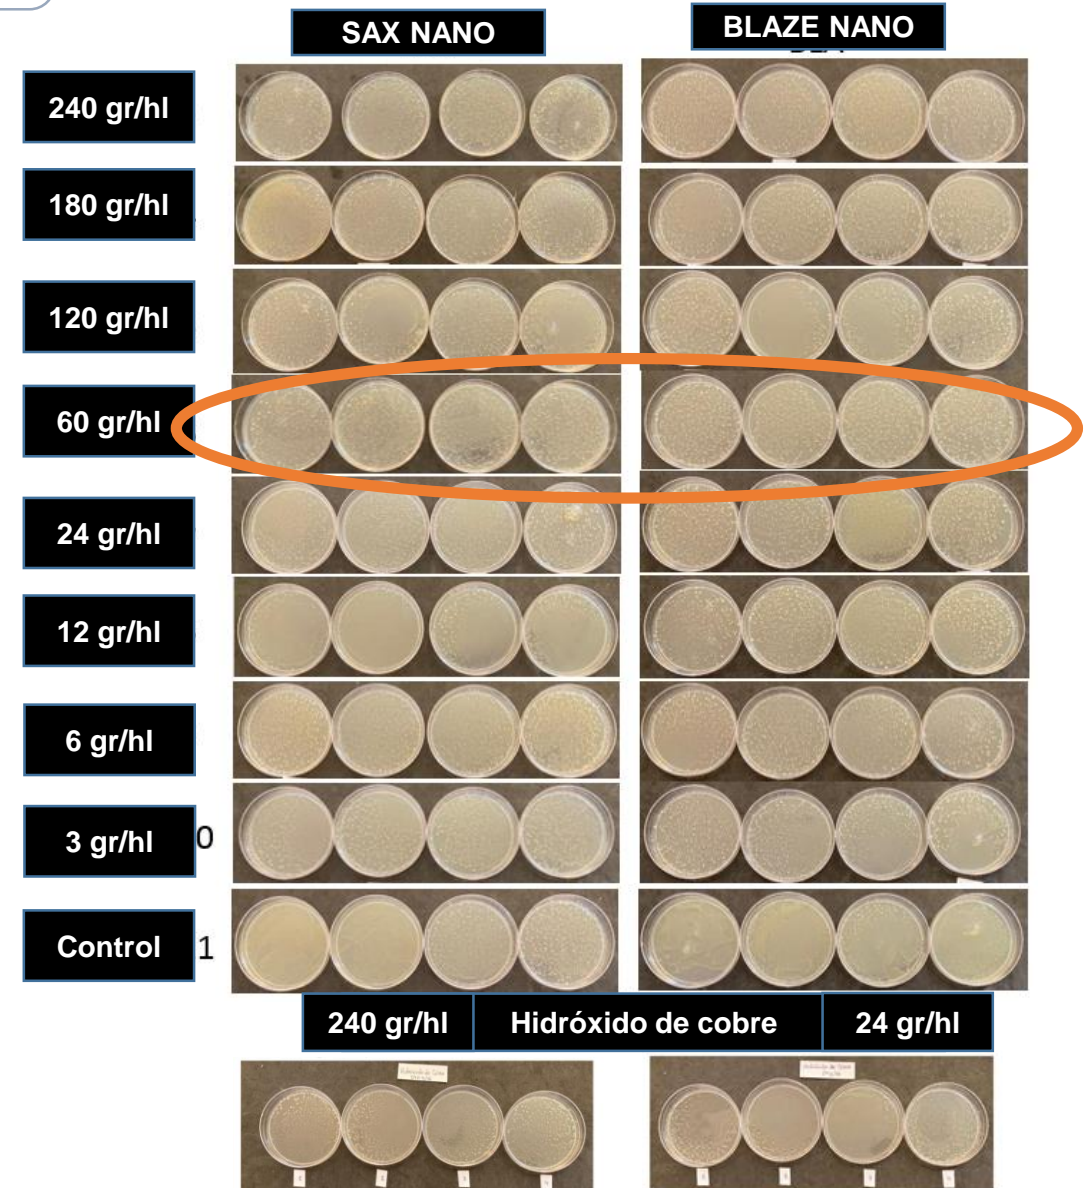 SAX NANO
BLAZE NANO
240 gr/hl
180 gr/hl
120 gr/hl
60 gr/hl
24 gr/hl
12 gr/hl
6 gr/hl
3 gr/hl 0
Control 1
240 gr/hl Hidróxido de cobre 24 gr/hl